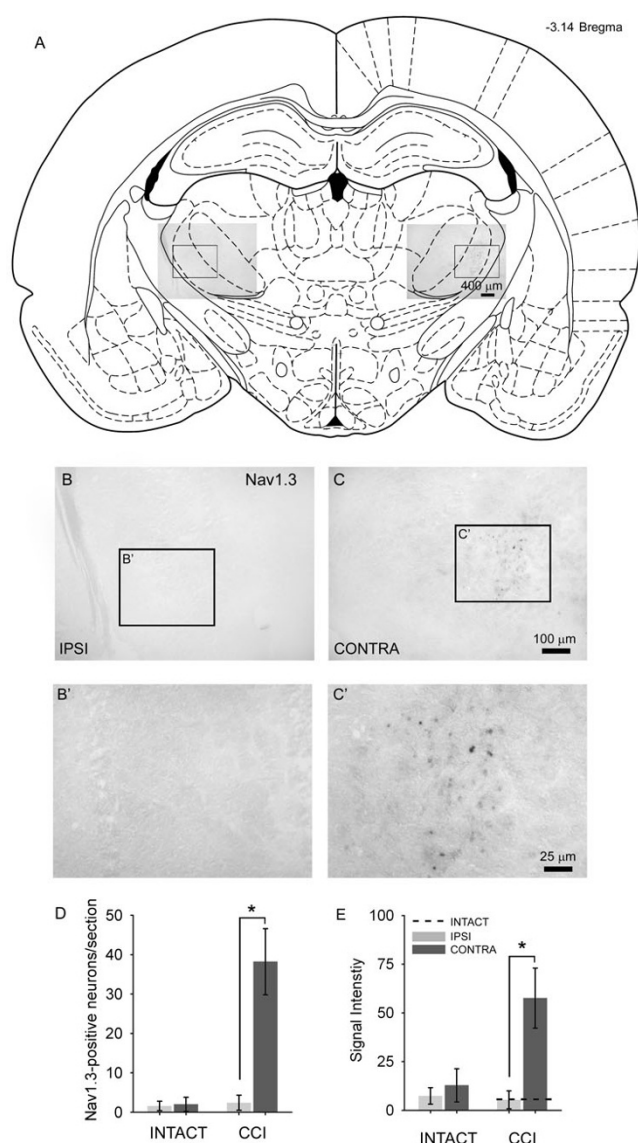 A
-3.14 Bregma
400 µm
B
Nav1.3
B'
IPSI
C
C'
CONTRA
100 µm
B'
C'
25 µm
D
Nav1.3-positive neurons/section
50
40
30
20
10
0
*
INTACT
CCI
E
Signal Intenstiy
100
75
50
25
0
INTACT
IPSI
CONTRA
*
INTACT
CCI